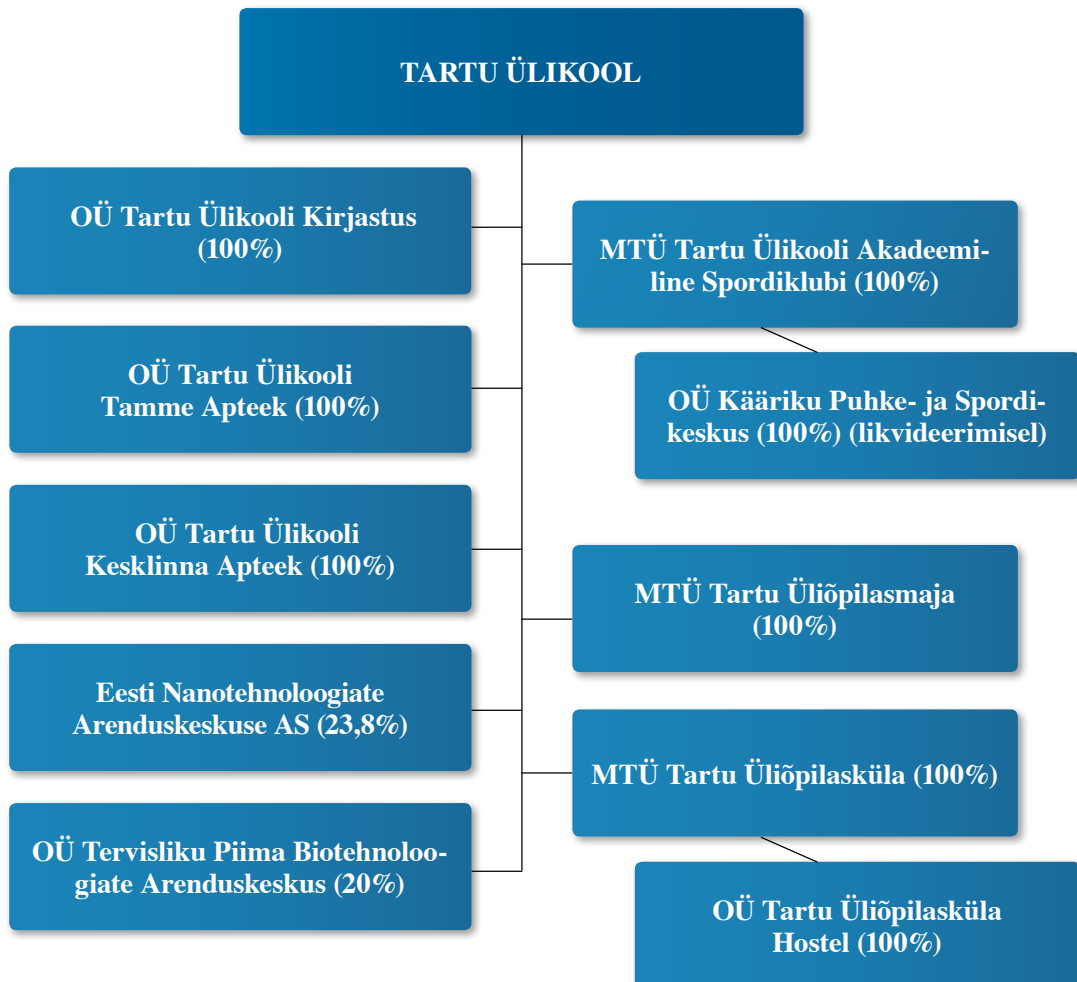 TARTU ÜLIKOOL
OÜ Tartu Ülikooli Kirjastus
(100%)
OÜ Tartu Ülikooli
Tamme Apteek (100%)
OÜ Tartu Ülikooli
Kesklinna Apteek (100%)
Eesti Nanotehnoloogiate
Arenduskeskuse AS (23,8%)
OÜ Tervisliku Piima Biotehnoloo-
giate Arenduskeskus (20%)
MTÜ Tartu Ülikooli Akadeemi-
line Spordiklubi (100%)
OÜ Kääriku Puhke- ja Spordi-
keskus (100%) (likvideerimisel)
MTÜ Tartu Üliõpilasmaja
(100%)
MTÜ Tartu Üliõpilasküla (100%)
OÜ Tartu Üliõpilasküla
Hostel (100%)